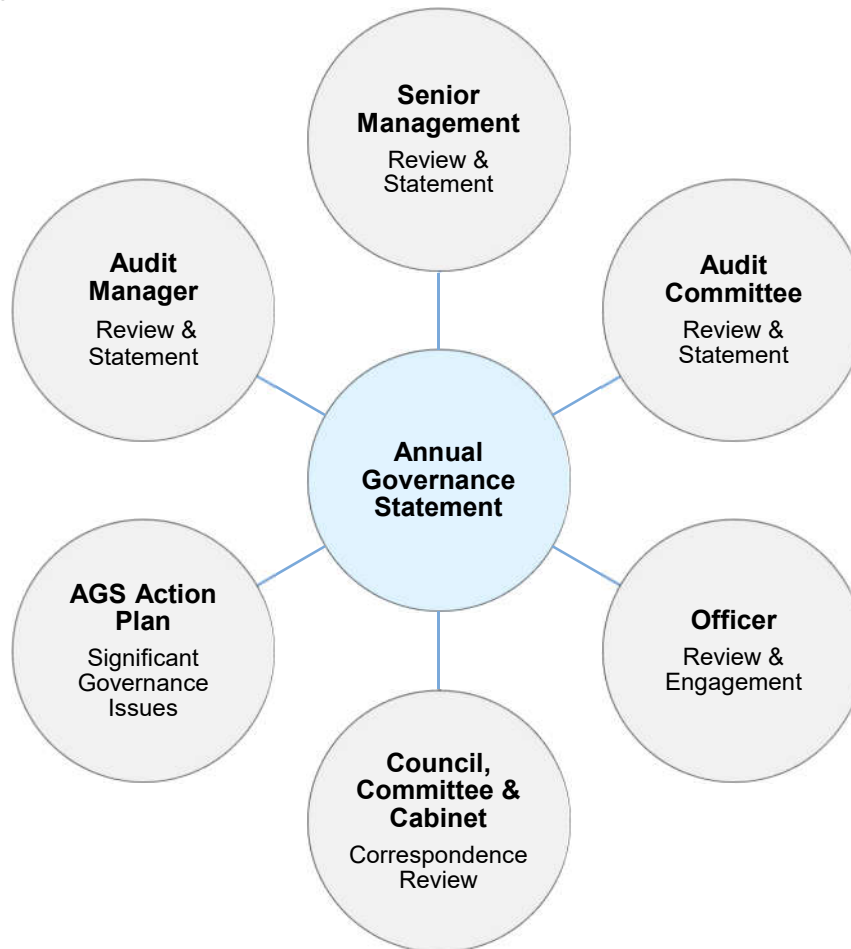 Senior
Management
Review &
Statement
Audit
Manager
Review &
Statement
Audit
Committee
Review &
Statement
Annual
Governance
Statement
AGS Action
Plan
Significant
Governance
Issues
Officer
Review &
Engagement
Council,
Committee &
Cabinet
Correspondence
Review